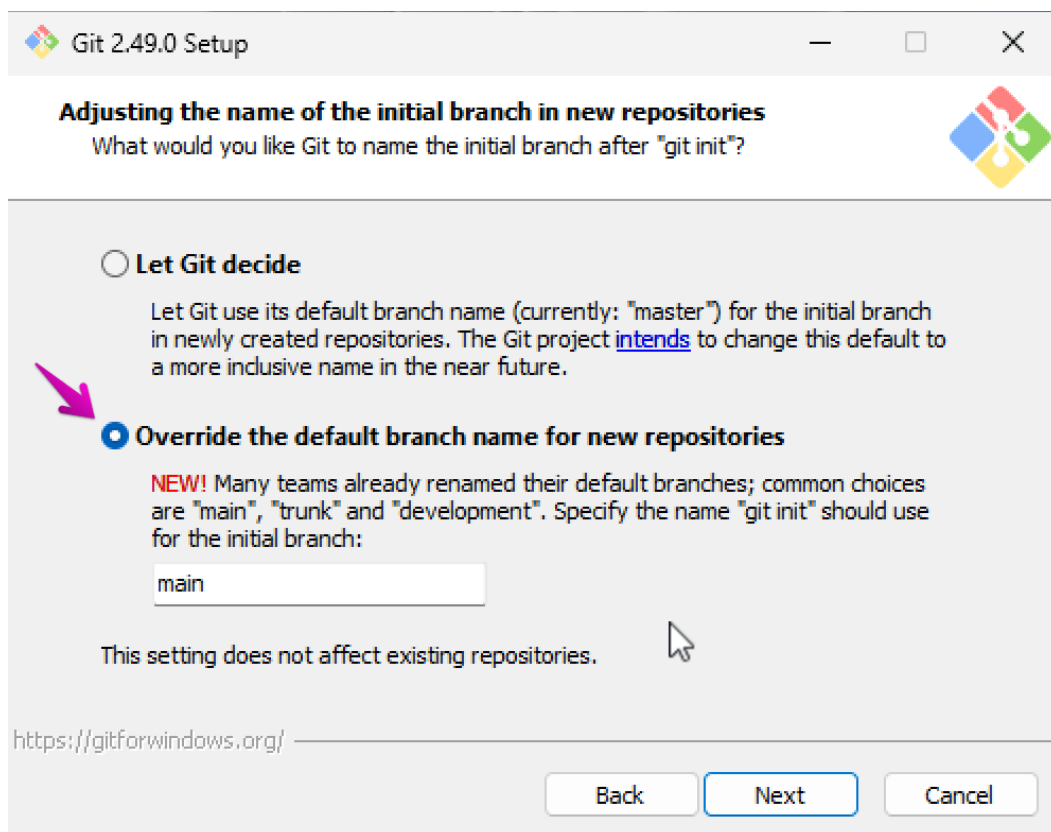 Git 2.49.0 Setup
Adjusting the name of the initial branch in new repositories
What would you like Git to name the initial branch after "git init"?
Let Git decide
Let Git use its default branch name (currently: "master") for the initial branch
in newly created repositories. The Git project intends to change this default to
a more inclusive name in the near future.
Override the default branch name for new repositories
NEW! Many teams already renamed their default branches; common choices
are "main", "trunk" and "development". Specify the name "git init" should use
for the initial branch:
main
This setting does not affect existing repositories.
https://gitforwindows.org/
Back Next Cancel